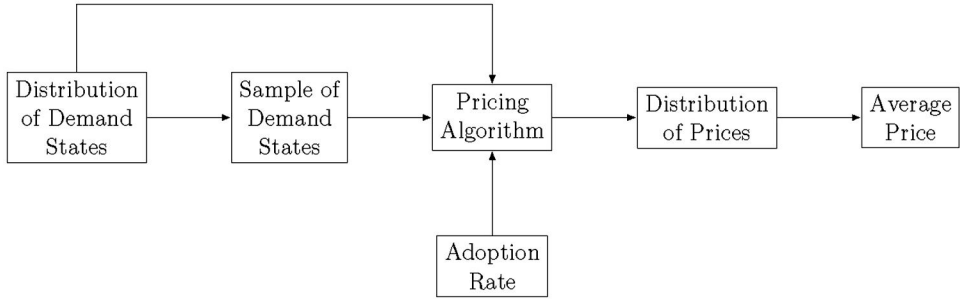 Distribution
of Demand
States
Sample of
Demand
States
Pricing
Algorithm
Distribution
of Prices
Average
Price
Adoption
Rate